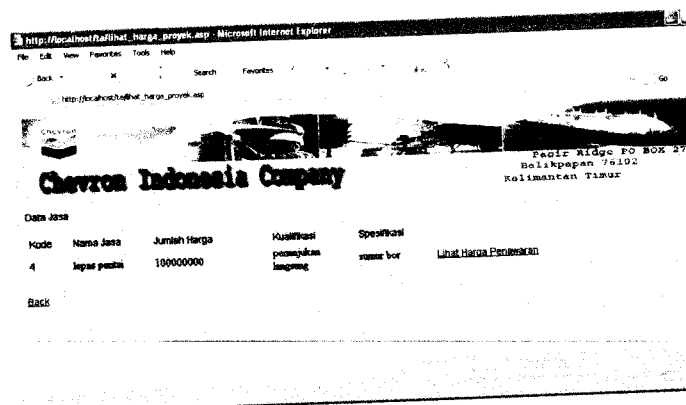 http://localhost/ta/lihat_harga_proyek.asp - Microsoft Internet Explorer
File Edit View Favorites Tools Help
Back Search Favorites
http://localhost/ta/lihat_harga_proyek.asp Go
Chevron
Pasir Ridge PO BOX 27
Balikpapan 76102
Kalimantan Timur
Chevron Indonesia Company
Data Jasa
Kode Nama Jasa Jumlah Harga Kualifikasi Spesifikasi
4 lepas pantai 100000000 penunjukan langsung sumur bor Lihat Harga Penawaran
Back